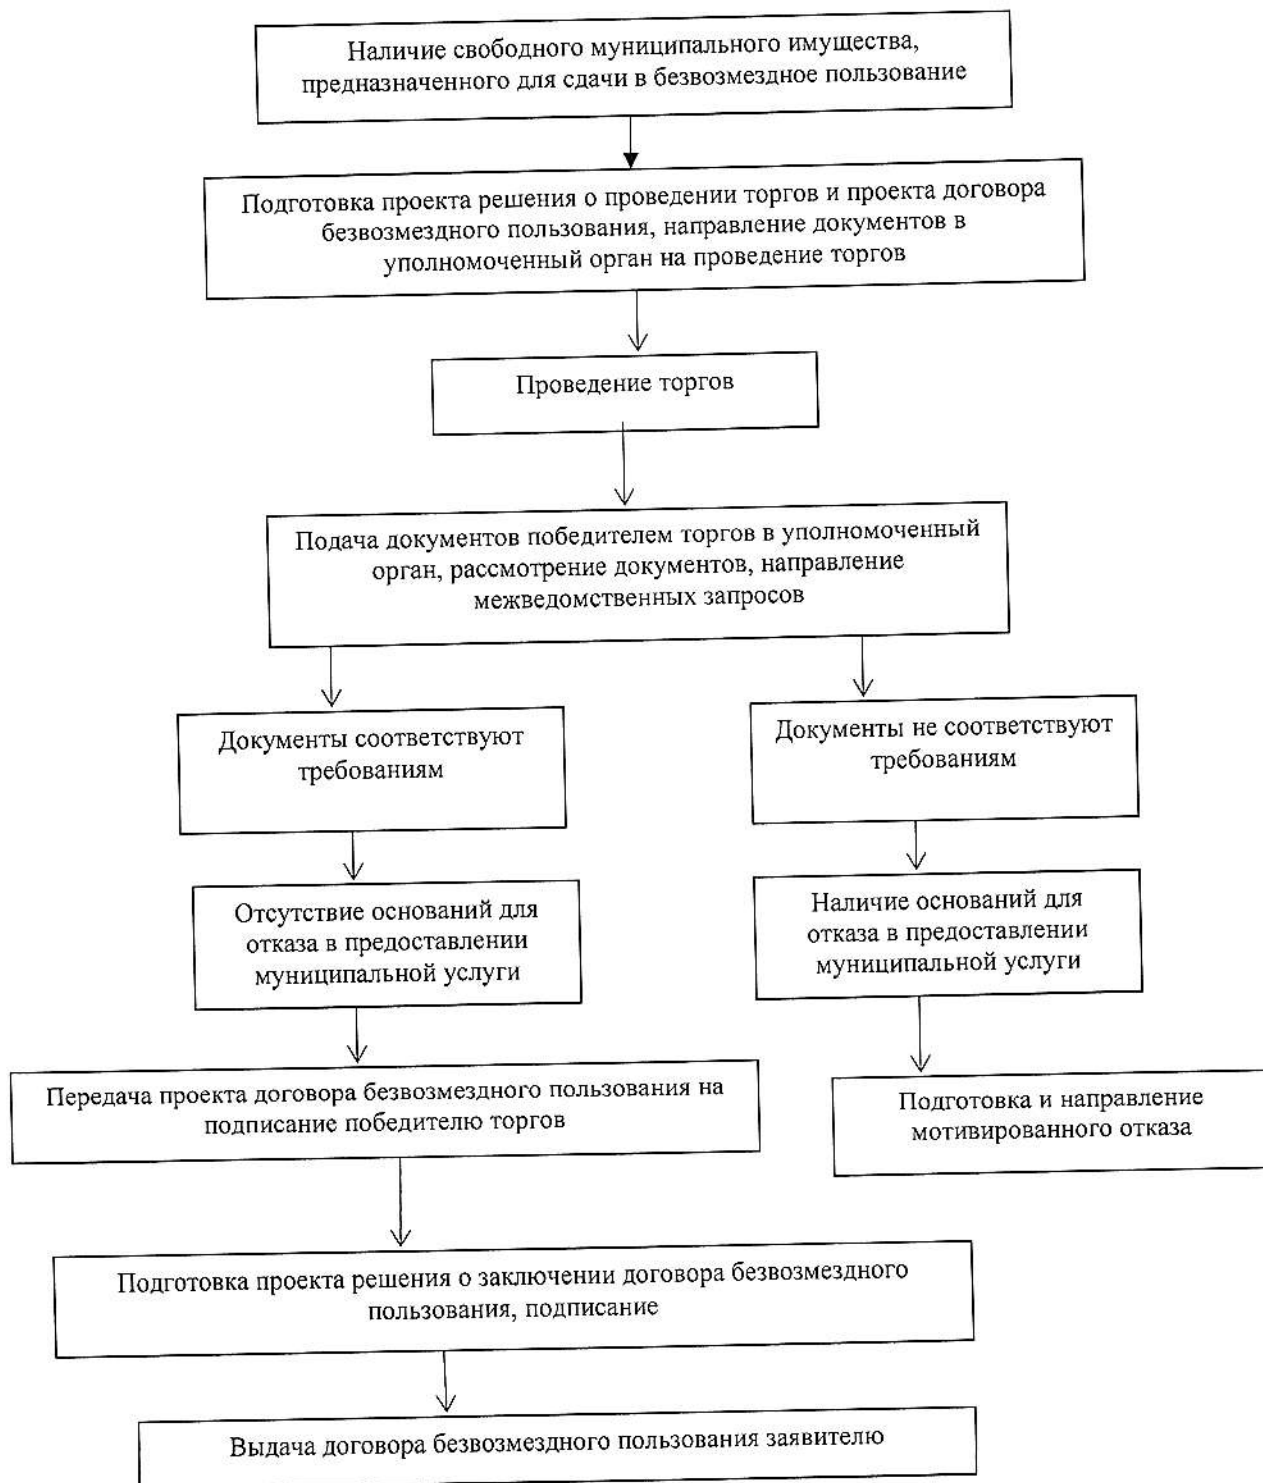 Наличие свободного муниципального имущества,
предназначенного для сдачи в безвозмездное пользование
Подготовка проекта решения о проведении торгов и проекта договора
безвозмездного пользования, направление документов в
уполномоченный орган на проведение торгов
Проведение торгов
Подача документов победителем торгов в уполномоченный
орган, рассмотрение документов, направление
межведомственных запросов
Документы соответствуют
требованиям
Документы не соответствуют
требованиям
Отсутствие оснований для
отказа в предоставлении
муниципальной услуги
Наличие оснований для
отказа в предоставлении
муниципальной услуги
Передача проекта договора безвозмездного пользования на
подписание победителю торгов
Подготовка и направление
мотивированного отказа
Подготовка проекта решения о заключении договора безвозмездного
пользования, подписание
Выдача договора безвозмездного пользования заявителю